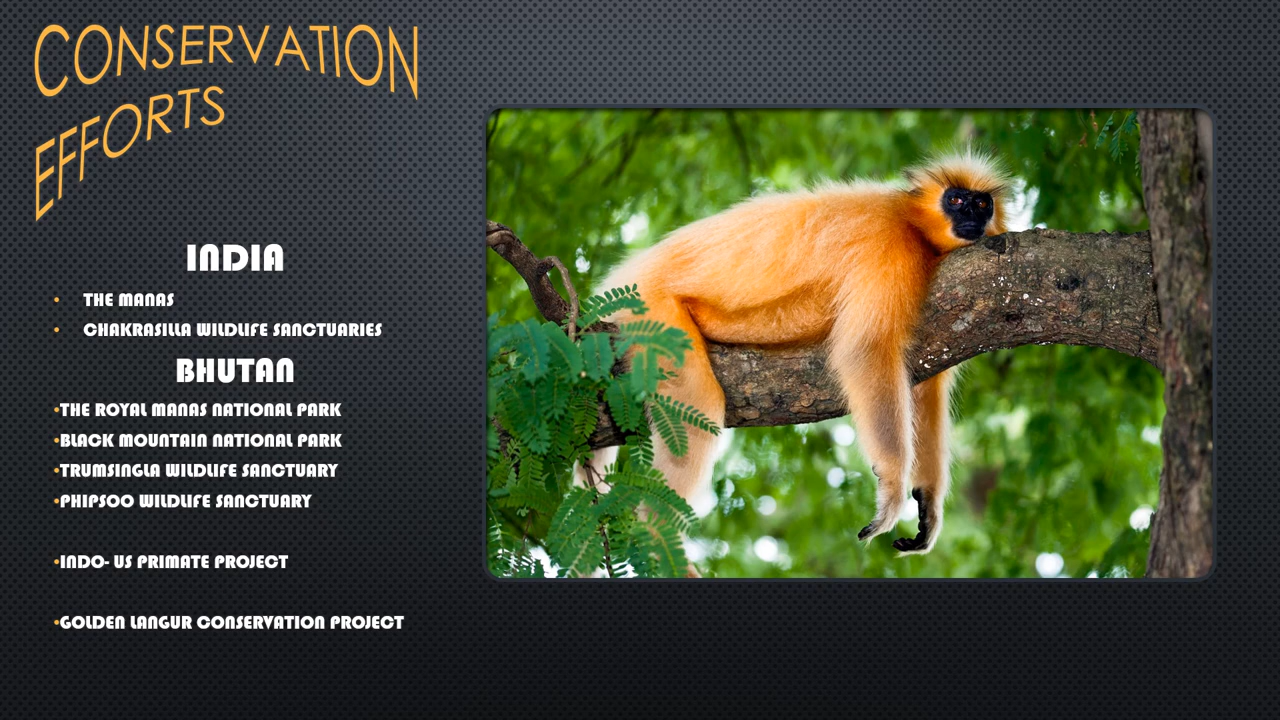 CONSERVATION
EFFORTS
INDIA
• THE MANAS
• CHAKRASILLA WILDLIFE SANCTUARIES
BHUTAN
•THE ROYAL MANAS NATIONAL PARK
•BLACK MOUNTAIN NATIONAL PARK
•TRUMSINGLA WILDLIFE SANCTUARY
•PHIPSOO WILDLIFE SANCTUARY
•INDO- US PRIMATE PROJECT
•GOLDEN LANGUR CONSERVATION PROJECT